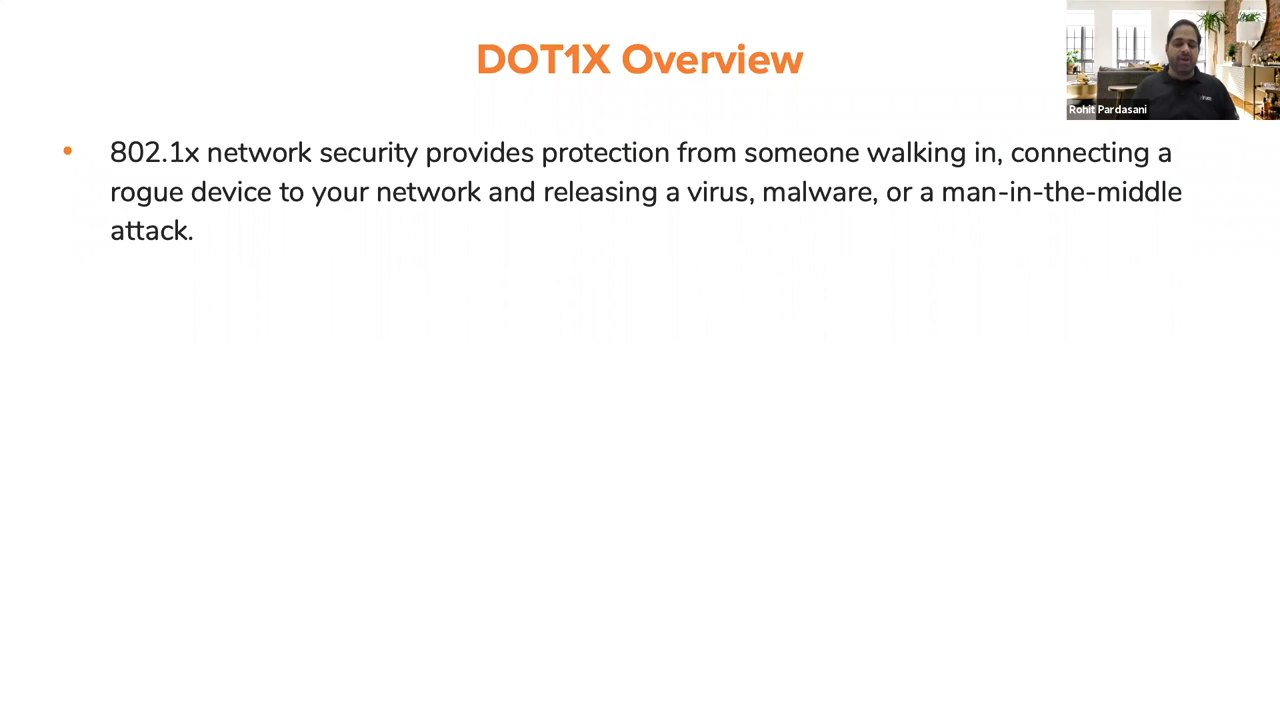 DOT1X Overview
Rohit Pardasani
• 802.1x network security provides protection from someone walking in, connecting a
rogue device to your network and releasing a virus, malware, or a man-in-the-middle
attack.